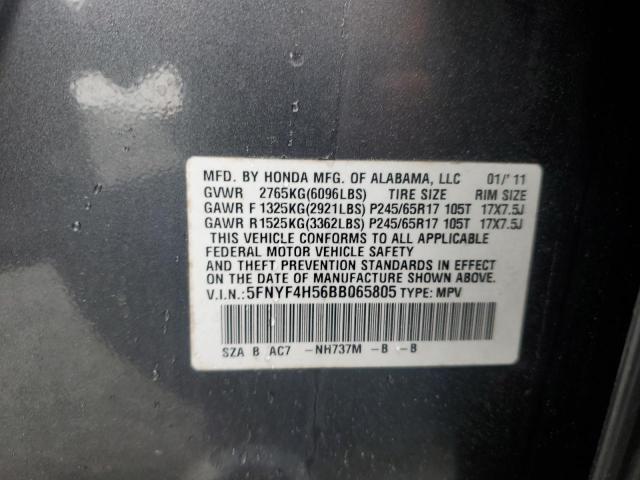 MFD. BY HONDA MFG. OF ALABAMA, LLC 01/'11
GVWR 2765KG(6096LBS) TIRE SIZE RIM SIZE
GAWR F 1325KG(2921LBS) P245/65R17 105T 17X7.5J
GAWR R1525KG(3362LBS) P245/65R17 105T 17X7.5J
THIS VEHICLE CONFORMS TO ALL APPLICABLE
FEDERAL MOTOR VEHICLE SAFETY
AND THEFT PREVENTION STANDARDS IN EFFECT
ON THE DATE OF MANUFACTURE SHOWN ABOVE.
V.I.N.: 5FNYF4H56BB065805 TYPE: MPV
SZA B AC7 -NH737M -B -B